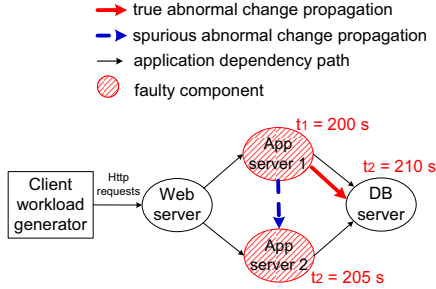 true abnormal change propagation
spurious abnormal change propagation
application dependency path
faulty component
t1 = 200 s
App
server 1
t2 = 210 s
Http
requests
Client
workload
generator
Web
server
DB
server
App
server 2
t2 = 205 s